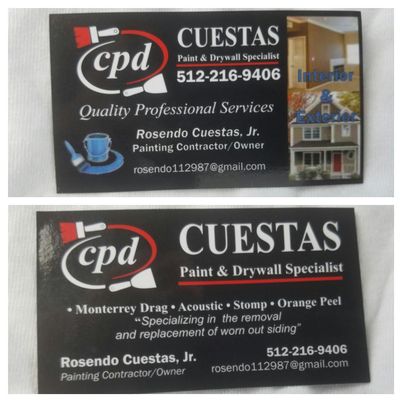 cpd
CUESTAS
Paint & Drywall Specialist
512-216-9406
Quality Professional Services
Rosendo Cuestas, Jr.
Painting Contractor/Owner
rosendo112987@gmail.com
Interior
&
Exterior
cpd
CUESTAS
Paint & Drywall Specialist
• Monterrey Drag • Acoustic • Stomp • Orange Peel
"Specializing in the removal
and replacement of worn out siding"
Rosendo Cuestas, Jr.
Painting Contractor/Owner
512-216-9406
rosendo112987@gmail.com